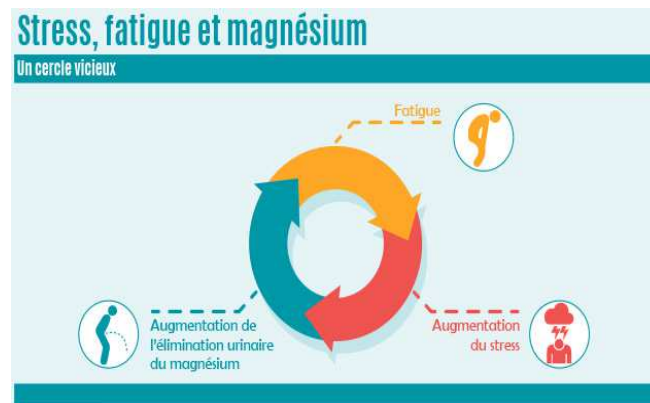 Stress, fatigue et magnésium
Un cercle vicieux
Fatigue
Augmentation de
l'élimination urinaire
du magnésium
Augmentation
du stress